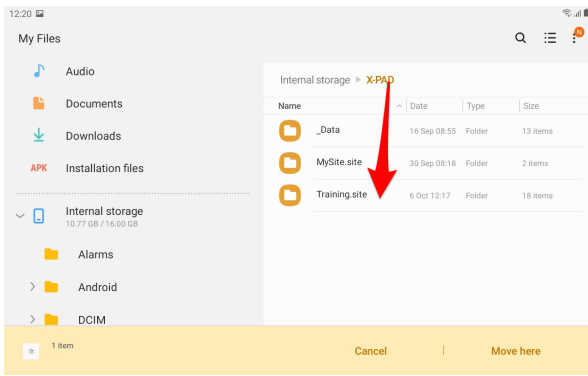 12:20
My Files
N
Audio
Documents
Downloads
APK Installation files
Internal storage
10.77 GB / 16.00 GB
Alarms
Android
DCIM
Internal storage X-PAD
Name Date Type Size
_Data 16 Sep 08:55 Folder 13 items
MySite.site 30 Sep 08:18 Folder 2 items
Training.site 6 Oct 12:17 Folder 18 items
1 item
Cancel Move here